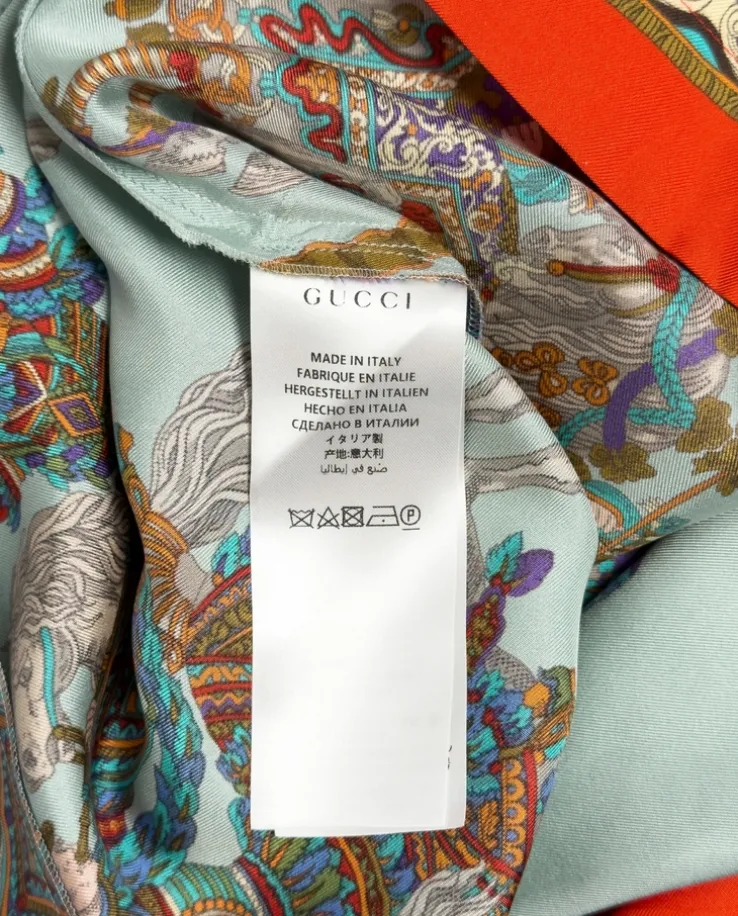 GUCCI
MADE IN ITALY
FABRIQUE EN ITALIE
HERGESTELLT IN ITALIEN
HECHO EN ITALIA
СДЕЛАНО В ИТАЛИИ
イタリア製
产地:意大利
صنع في إيطاليا
P